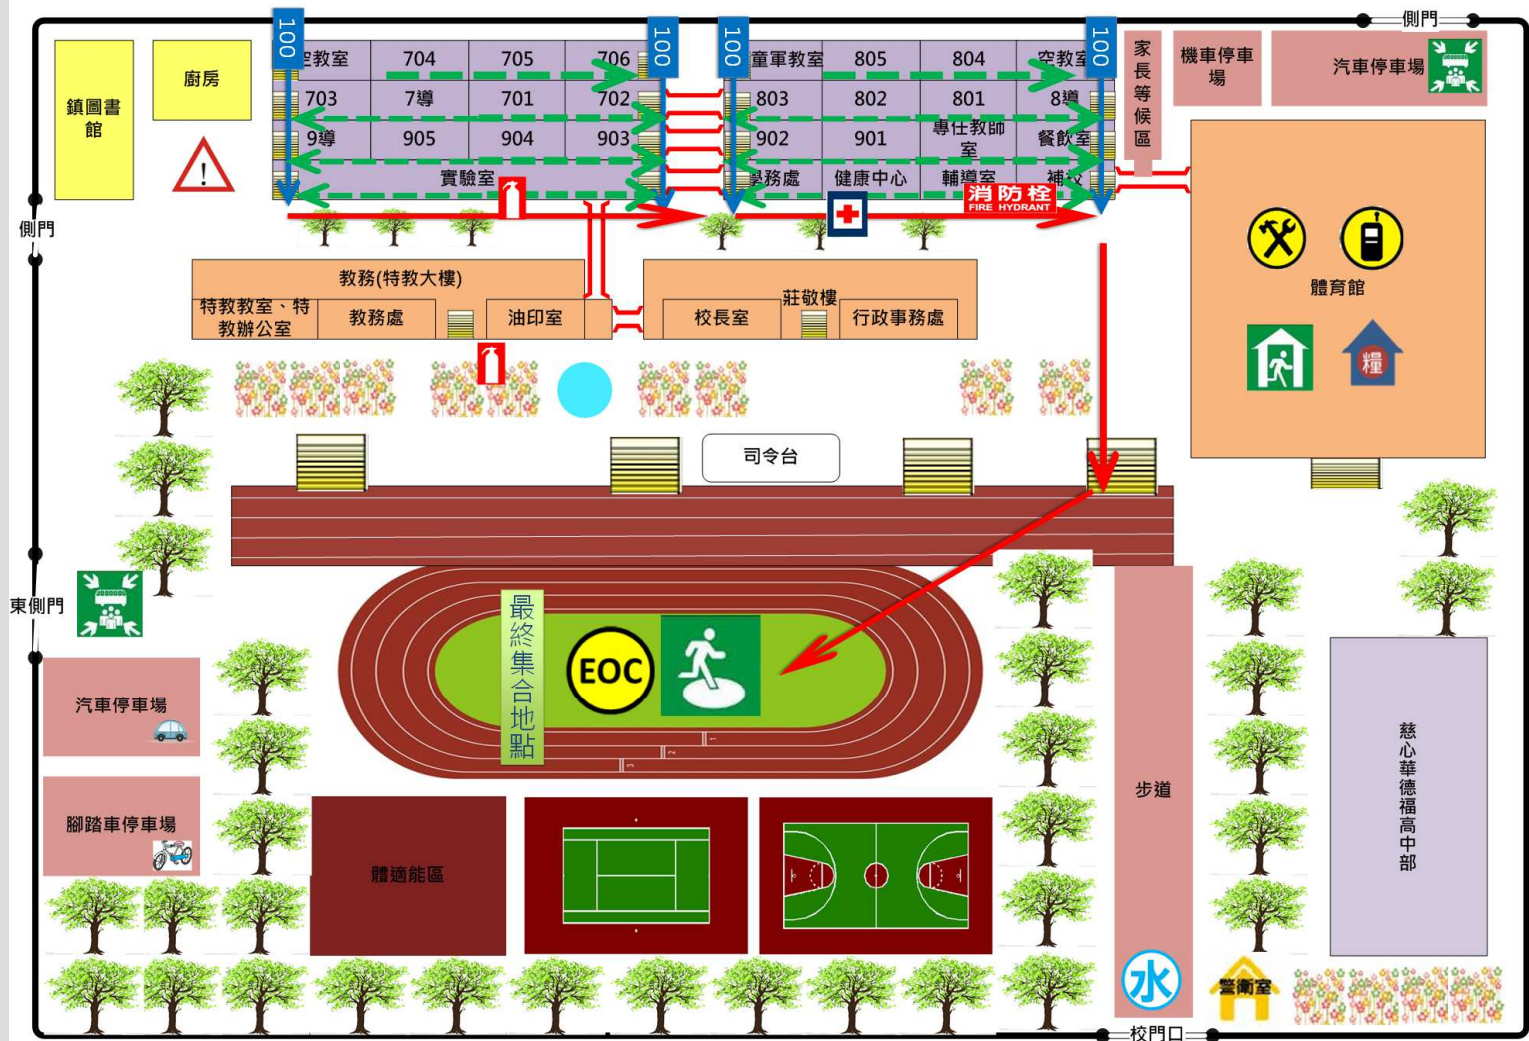 側門
100
100
100
100
空教室
704
705
706
童軍教室
805
804
空教室
家長等候區
機車停車場
汽車停車場
鎮圖書館
廚房
703
7導
701
702
803
802
801
8導
9導
905
904
903
902
901
專任教師室
餐飲室
實驗室
學務處
健康中心
輔導室
補校
消防栓
FIRE HYDRANT
側門
教務(特教大樓)
特教教室、特教辦公室
教務處
油印室
莊敬樓
校長室
行政事務處
體育館
糧
司令台
東側門
最終集合地點
EOC
1
2
3
汽車停車場
腳踏車停車場
體適能區
步道
慈心華德福高中部
水
警衛室
校門口